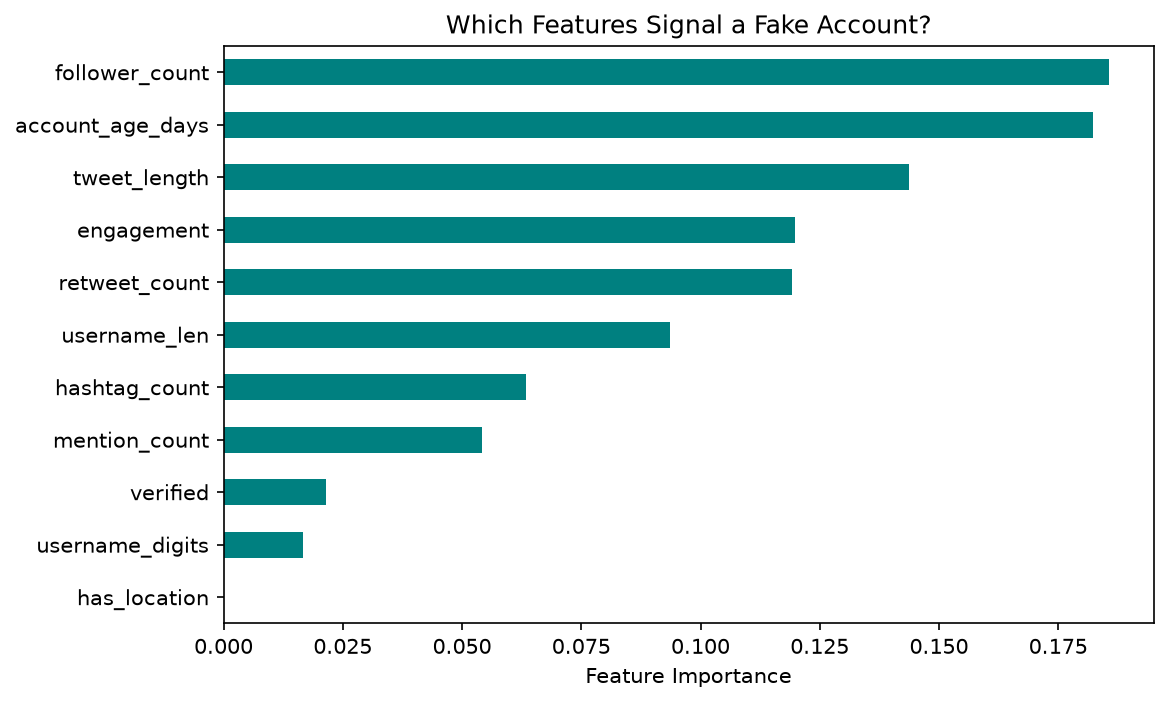 Which Features Signal a Fake Account?
follower_count
account_age_days
tweet_length
engagement
retweet_count
username_len
hashtag_count
mention_count
verified
username_digits
has_location
0.000 0.025 0.050 0.075 0.100 0.125 0.150 0.175
Feature Importance